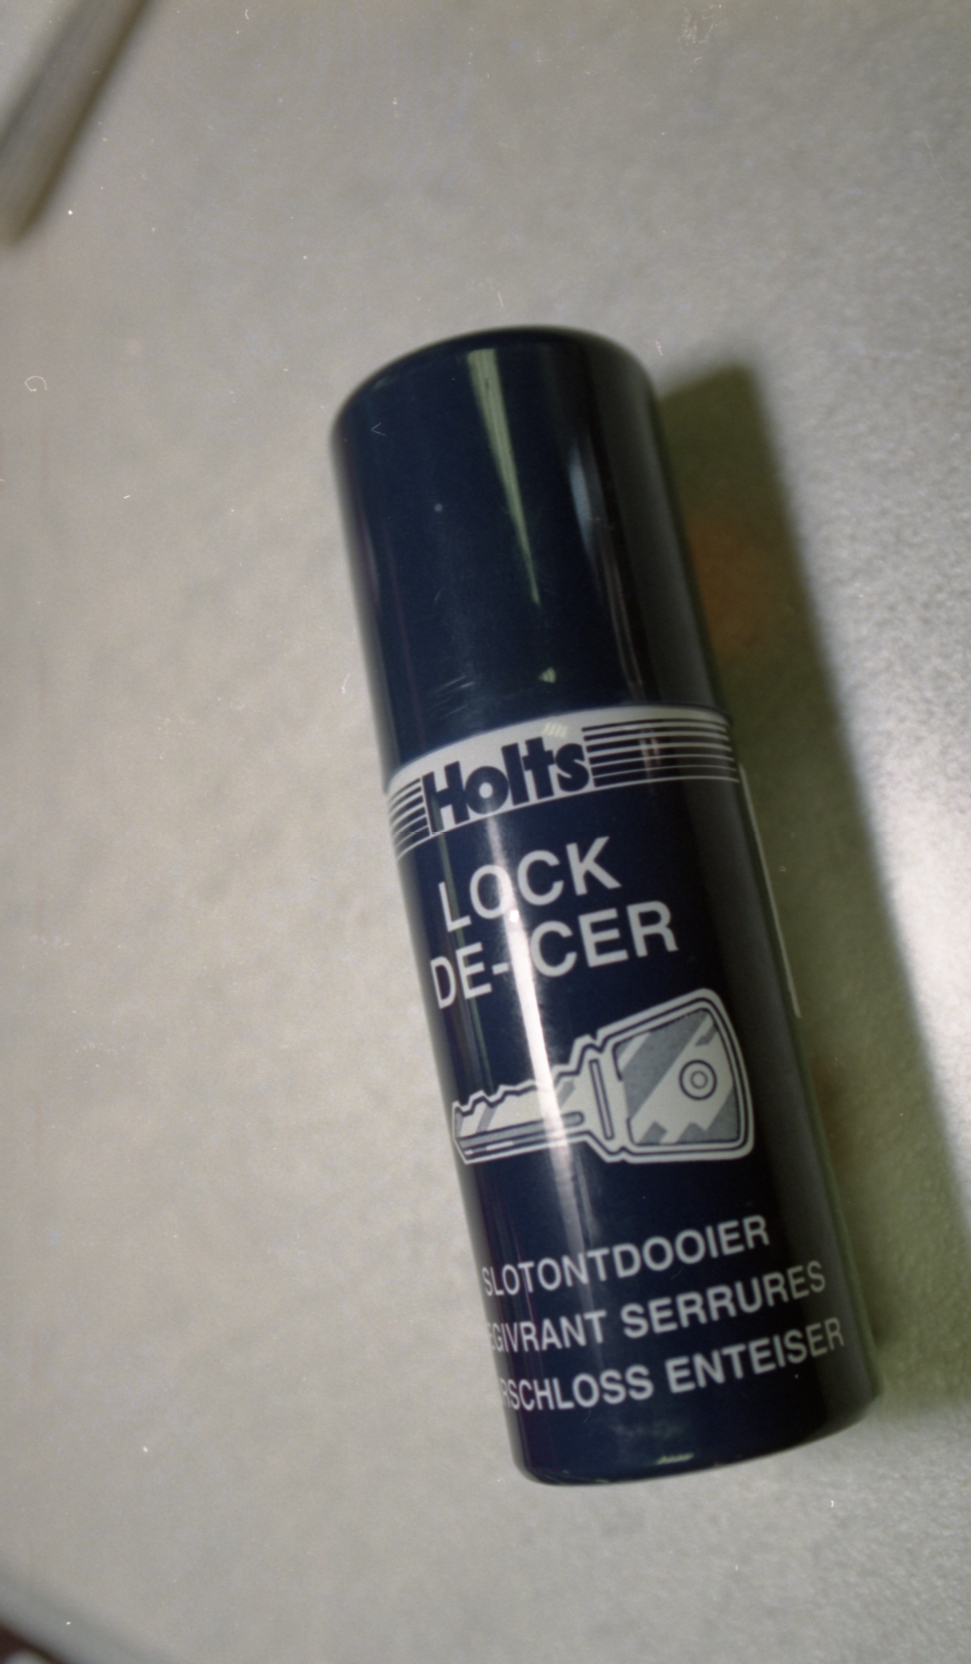 Holts
LOCK
DE-ICER
SLOTONTDOOIER
EGIVRANT SERRURES
RSCHLOSS ENTEISER